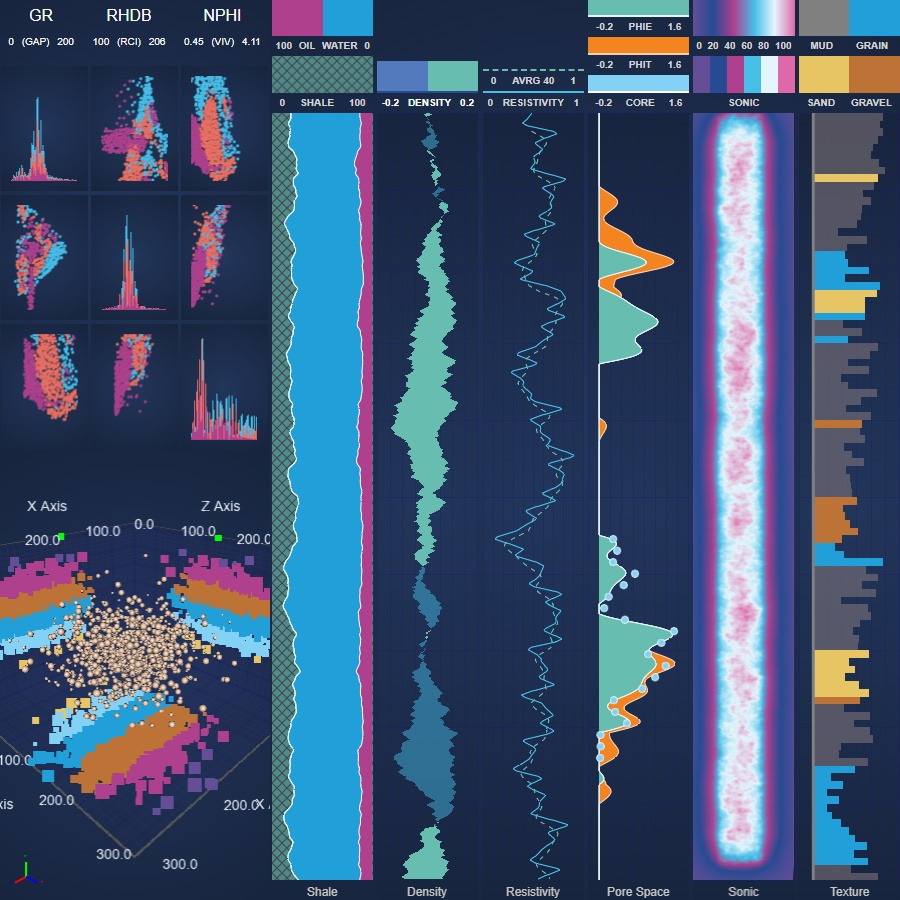 GR RHDB NPHI
0 (GAP) 200 100 (RCI) 206 0.45 (VIV) 4.11
100 OIL WATER 0
0 SHALE 100
-0.2 DENSITY 0.2
0 AVRG 40 1
0 RESISTIVITY 1
-0.2 PHIE 1.6
-0.2 PHIT 1.6
-0.2 CORE 1.6
0 20 40 60 80 100
SONIC
MUD GRAIN
SAND GRAVEL
X Axis Z Axis
200.0 100.0 0.0 100.0 200.0
100.0
200.0 200.0 X
xis
300.0 300.0
Shale Density Resistivity Pore Space Sonic Texture